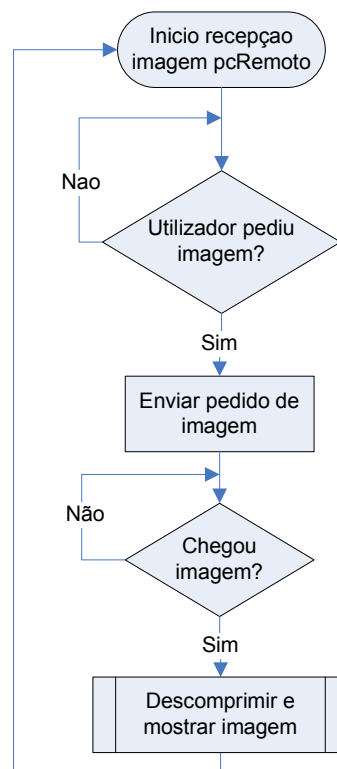 Inicio recepçao
imagem pcRemoto
Nao
Utilizador pediu
imagem?
Sim
Enviar pedido de
imagem
Não
Chegou
imagem?
Sim
Descomprimir e
mostrar imagem